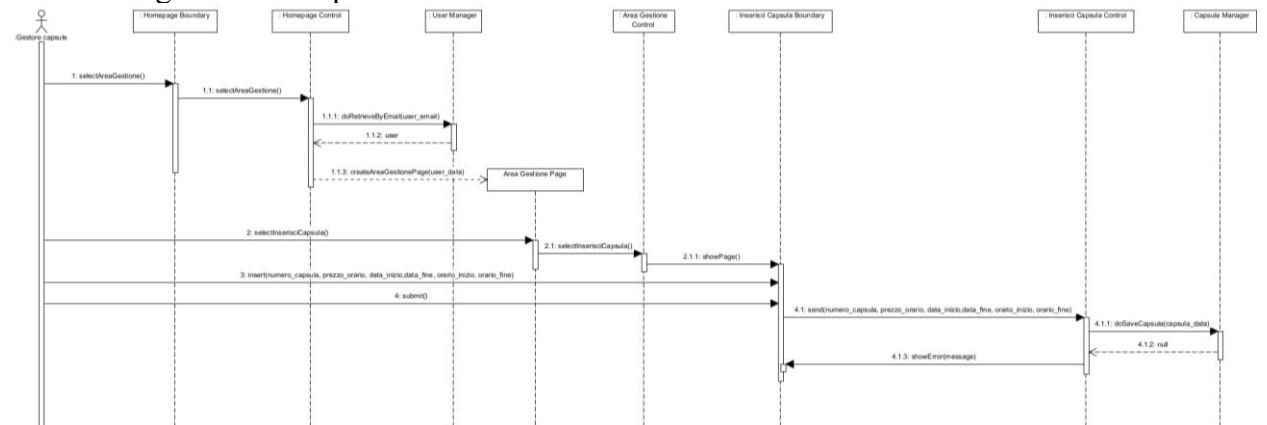 : Homepage Boundary
: Homepage Control
: User Manager
: Area Gestione
Control
: Inserisci Capsula Boundary
: Inserisci Capsula Control
: Capsula Manager
:Gestore capsule
1: selectAreaGestione()
1.1: selectAreaGestione()
1.1.1: doRetrieveByEmail(user_email)
1.1.2: user
1.1.3: createAreaGestionePage(user_data)
Area Gestione Page
2: selectInserisciCapsula()
2.1: selectInserisciCapsula()
2.1.1: showPage()
3: insert(numero_capsula, prezzo_orario, data_inizio,data_fine, orario_inizio, orario_fine)
4: submit()
4.1: send(numero_capsula, prezzo_orario, data_inizio,data_fine, orario_inizio, orario_fine)
4.1.1: doSaveCapsula(capsula_data)
4.1.2: null
4.1.3: showError(message)